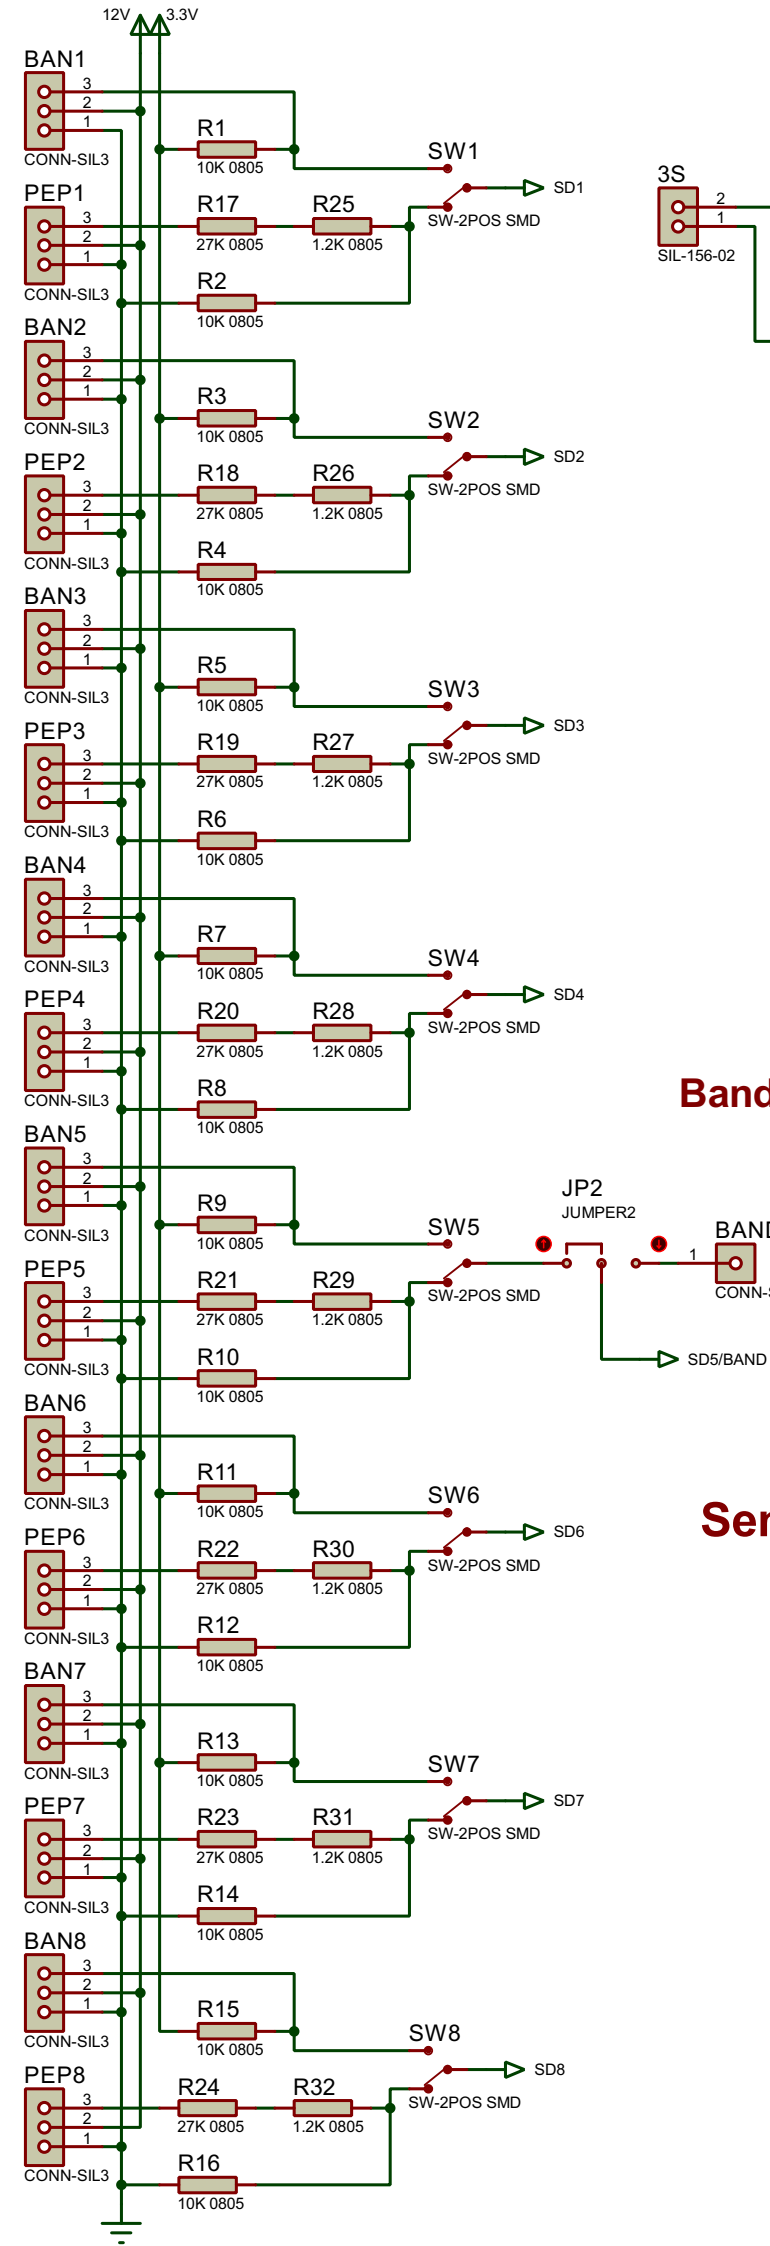 12V 3.3V
BAN1
3
2
1
CONN-SIL3
R1
10K 0805
SW1
SW-2POS SMD
SD1
PEP1
3
2
1
CONN-SIL3
R17
27K 0805
R25
1.2K 0805
R2
10K 0805
3S
2
1
SIL-156-02
BAN2
3
2
1
CONN-SIL3
R3
10K 0805
SW2
SW-2POS SMD
SD2
PEP2
3
2
1
CONN-SIL3
R18
27K 0805
R26
1.2K 0805
R4
10K 0805
BAN3
3
2
1
CONN-SIL3
R5
10K 0805
SW3
SW-2POS SMD
SD3
PEP3
3
2
1
CONN-SIL3
R19
27K 0805
R27
1.2K 0805
R6
10K 0805
BAN4
3
2
1
CONN-SIL3
R7
10K 0805
SW4
SW-2POS SMD
SD4
PEP4
3
2
1
CONN-SIL3
R20
27K 0805
R28
1.2K 0805
R8
10K 0805
Band
BAN5
3
2
1
CONN-SIL3
R9
10K 0805
SW5
SW-2POS SMD
JP2
JUMPER2
1
BAND
CONN-S
SD5/BAND
PEP5
3
2
1
CONN-SIL3
R21
27K 0805
R29
1.2K 0805
R10
10K 0805
BAN6
3
2
1
CONN-SIL3
R11
10K 0805
SW6
SW-2POS SMD
SD6
Sen
PEP6
3
2
1
CONN-SIL3
R22
27K 0805
R30
1.2K 0805
R12
10K 0805
BAN7
3
2
1
CONN-SIL3
R13
10K 0805
SW7
SW-2POS SMD
SD7
PEP7
3
2
1
CONN-SIL3
R23
27K 0805
R31
1.2K 0805
R14
10K 0805
BAN8
3
2
1
CONN-SIL3
R15
10K 0805
SW8
SW-2POS SMD
SD8
PEP8
3
2
1
CONN-SIL3
R24
27K 0805
R32
1.2K 0805
R16
10K 0805